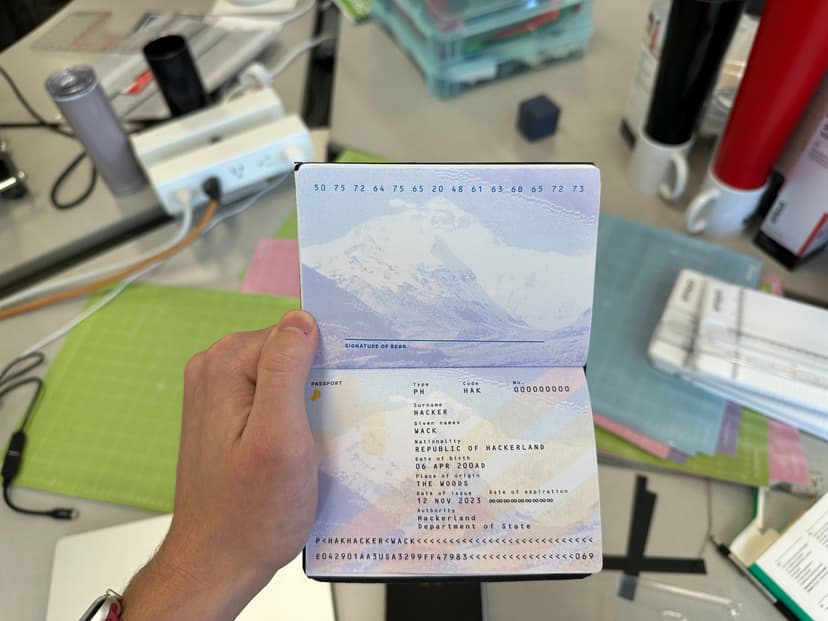 50 75 72 64 75 65 20 48 61 63 6B 65 72 73
SIGNATURE OF BEAR
PASSPORT
Type Code No.
PH HAK 000000000
Surname
HACKER
Given names
WACK
Nationality
REPUBLIC OF HACKERLAND
Date of birth
06 APR 200AD
Place of origin
THE WOODS
Date of issue Date of expiration
12 NOV 2023
Authority
Hackerland
Department of State
P<HAKHACKER<WACK<<<<<<<<<<<<<<<<<<<<<<<<<<<<
E042901AA3USA3299FF47983<<<<<<<<<<<<<<<<<069